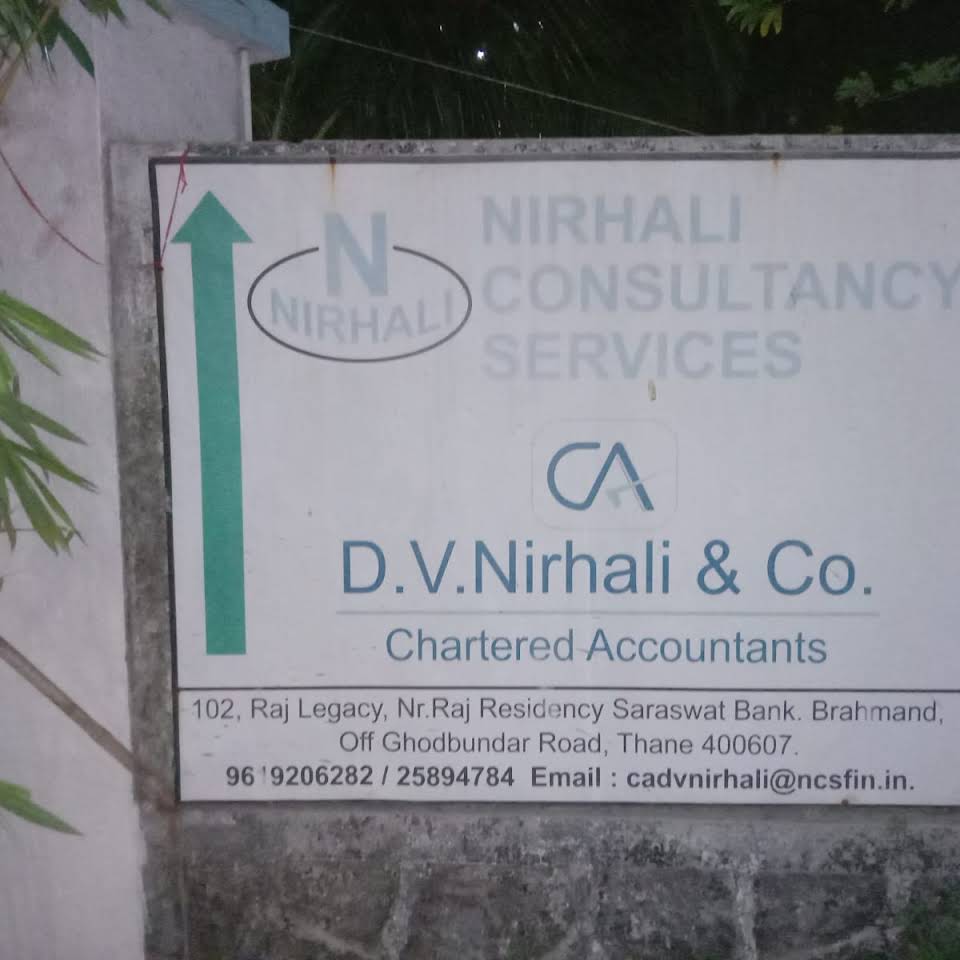 N
NIRHALI
NIRHALI
CONSULTANCY
SERVICES
CA
D.V.Nirhali & Co.
Chartered Accountants
102, Raj Legacy, Nr.Raj Residency Saraswat Bank. Brahmand,
Off Ghodbundar Road, Thane 400607.
/ 25894784 Email : cadvnirhali@ncsfin.in.